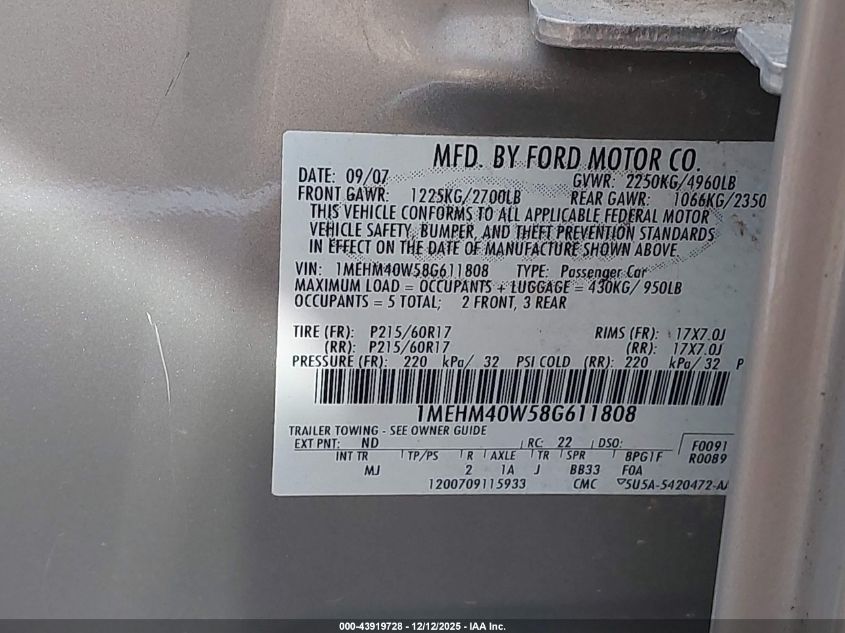 MFD. BY FORD MOTOR CO.
DATE: 09/07 GVWR: 2250KG/4960LB
FRONT GAWR: 1225KG/2700LB REAR GAWR: 1066KG/2350
THIS VEHICLE CONFORMS TO ALL APPLICABLE FEDERAL MOTOR
VEHICLE SAFETY, BUMPER, AND THEFT PREVENTION STANDARDS
IN EFFECT ON THE DATE OF MANUFACTURE SHOWN ABOVE.
VIN: 1MEHM40W58G611808 TYPE: Passenger Car
MAXIMUM LOAD = OCCUPANTS + LUGGAGE = 430KG/ 950LB
OCCUPANTS = 5 TOTAL; 2 FRONT, 3 REAR
TIRE (FR): P215/60R17 RIMS (FR): 17X7.0J
(RR): P215/60R17 (RR): 17X7.0J
PRESSURE (FR): 220 kPa/ 32 PSI COLD (RR): 220 kPa/ 32 P
1MEHM40W58G611808
TRAILER TOWING - SEE OWNER GUIDE
EXT PNT: ND RC: 22 DSO: F0091
INT TR TP/PS R AXLE TR SPR BPG1F R0089
MJ 2 1A J BB33 FOA
1200709115933 CMC 5U5A-5420472-A
000-43919728 - 12/12/2025 - IAA Inc.